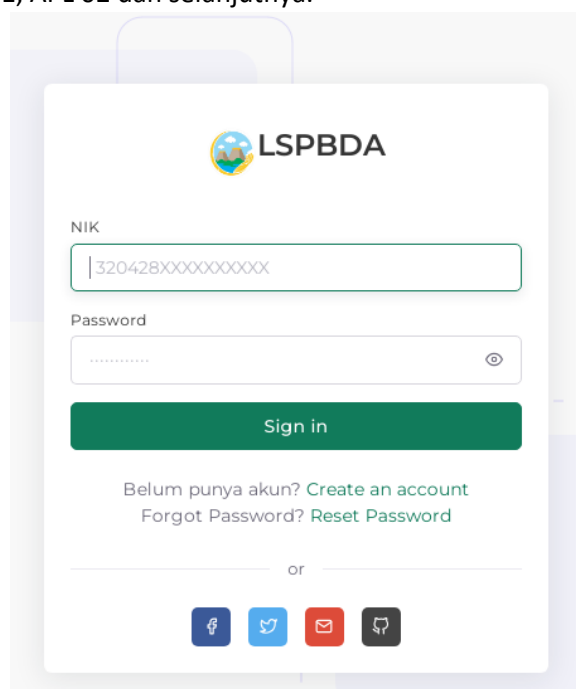 LSPBDA
NIK
320428XXXXXXXXXX
Password
Sign in
Belum punya akun? Create an account
Forgot Password? Reset Password
or